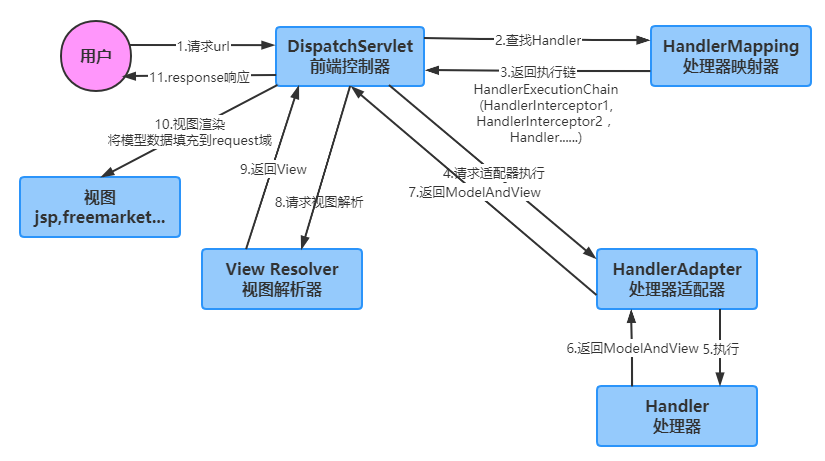 用户
1.请求url
11.response响应
DispatchServlet
前端控制器
2.查找Handler
3.返回执行链
HandlerExecutionChain
(HandlerInterceptor1,
HandlerInterceptor2，
Handler......)
HandlerMapping
处理器映射器
10.视图渲染
将模型数据填充到request域
视图
jsp,freemarket...
9.返回View
8.请求视图解析
4.请求适配器执行
7.返回ModelAndView
View Resolver
视图解析器
HandlerAdapter
处理器适配器
6.返回ModelAndView
5.执行
Handler
处理器